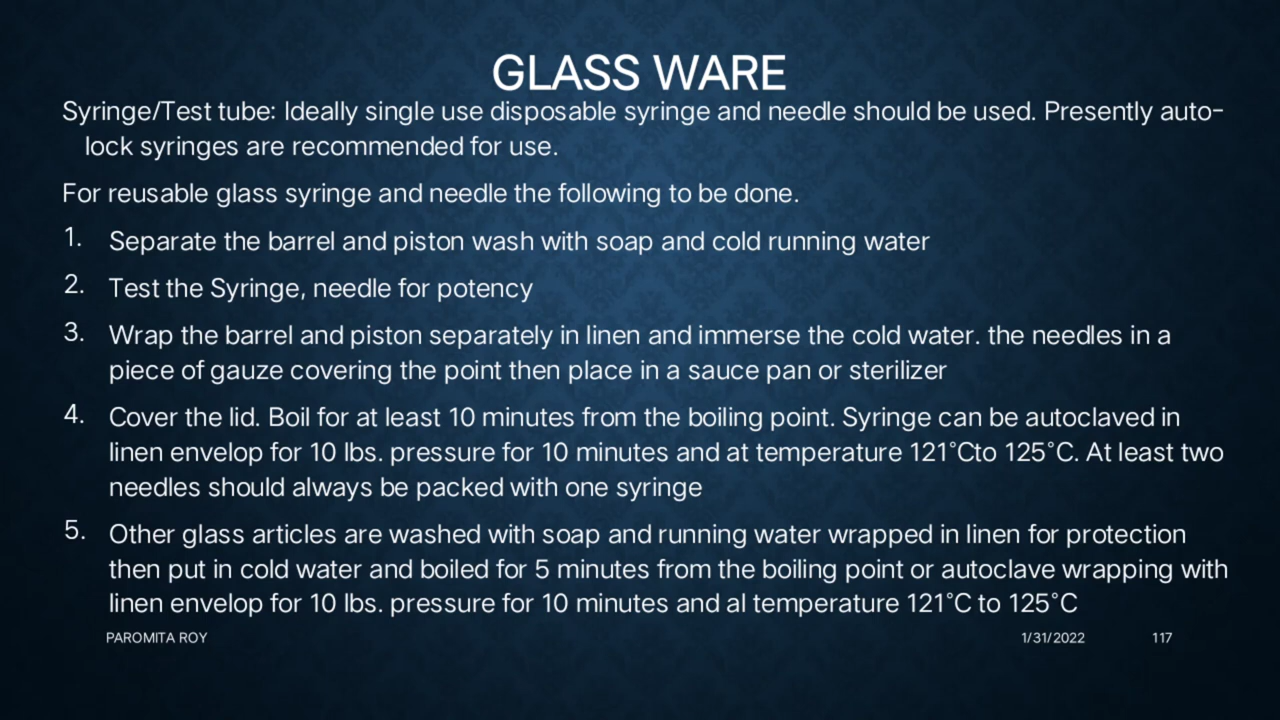 GLASS WARE
Syringe/Test tube: Ideally single use disposable syringe and needle should be used. Presently auto-
lock syringes are recommended for use.
For reusable glass syringe and needle the following to be done.
1. Separate the barrel and piston wash with soap and cold running water
2. Test the Syringe, needle for potency
3. Wrap the barrel and piston separately in linen and immerse the cold water. the needles in a
piece of gauze covering the point then place in a sauce pan or sterilizer
4. Cover the lid. Boil for at least 10 minutes from the boiling point. Syringe can be autoclaved in
linen envelop for 10 lbs. pressure for 10 minutes and at temperature 121°Cto 125°C. At least two
needles should always be packed with one syringe
5. Other glass articles are washed with soap and running water wrapped in linen for protection
then put in cold water and boiled for 5 minutes from the boiling point or autoclave wrapping with
linen envelop for 10 lbs. pressure for 10 minutes and al temperature 121°C to 125°C
PAROMITA ROY 1/31/2022 117